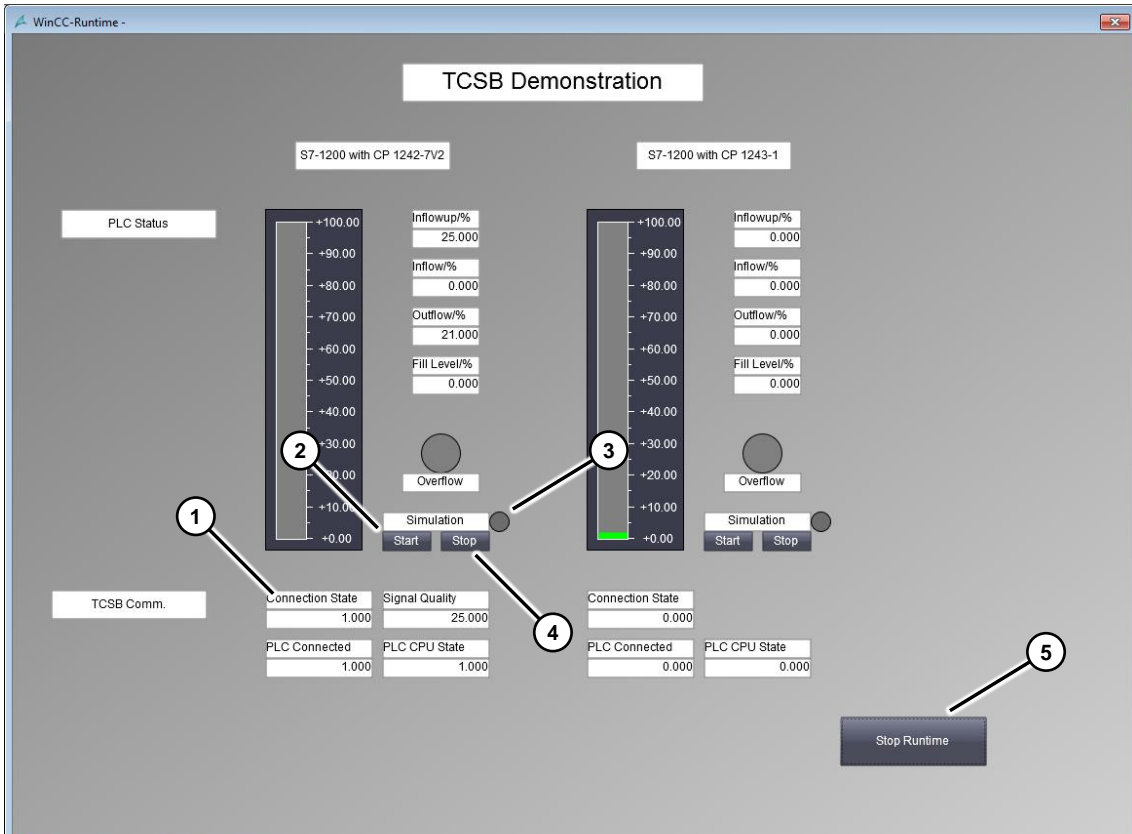 WinCC-Runtime -
TCSB Demonstration
S7-1200 with CP 1242-7V2
S7-1200 with CP 1243-1
PLC Status
+100.00
+90.00
+80.00
+70.00
+60.00
+50.00
+40.00
+30.00
+20.00
+10.00
+0.00
Inflowup/%
25.000
Inflow/%
0.000
Outflow/%
21.000
Fill Level/%
0.000
Overflow
Simulation
Start Stop
+100.00
+90.00
+80.00
+70.00
+60.00
+50.00
+40.00
+30.00
+20.00
+10.00
+0.00
Inflowup/%
0.000
Inflow/%
0.000
Outflow/%
0.000
Fill Level/%
0.000
Overflow
Simulation
Start Stop
1
2
3
4
5
TCSB Comm.
Connection State
1.000
Signal Quality
25.000
PLC Connected
1.000
PLC CPU State
1.000
Connection State
0.000
PLC Connected
0.000
PLC CPU State
0.000
Stop Runtime